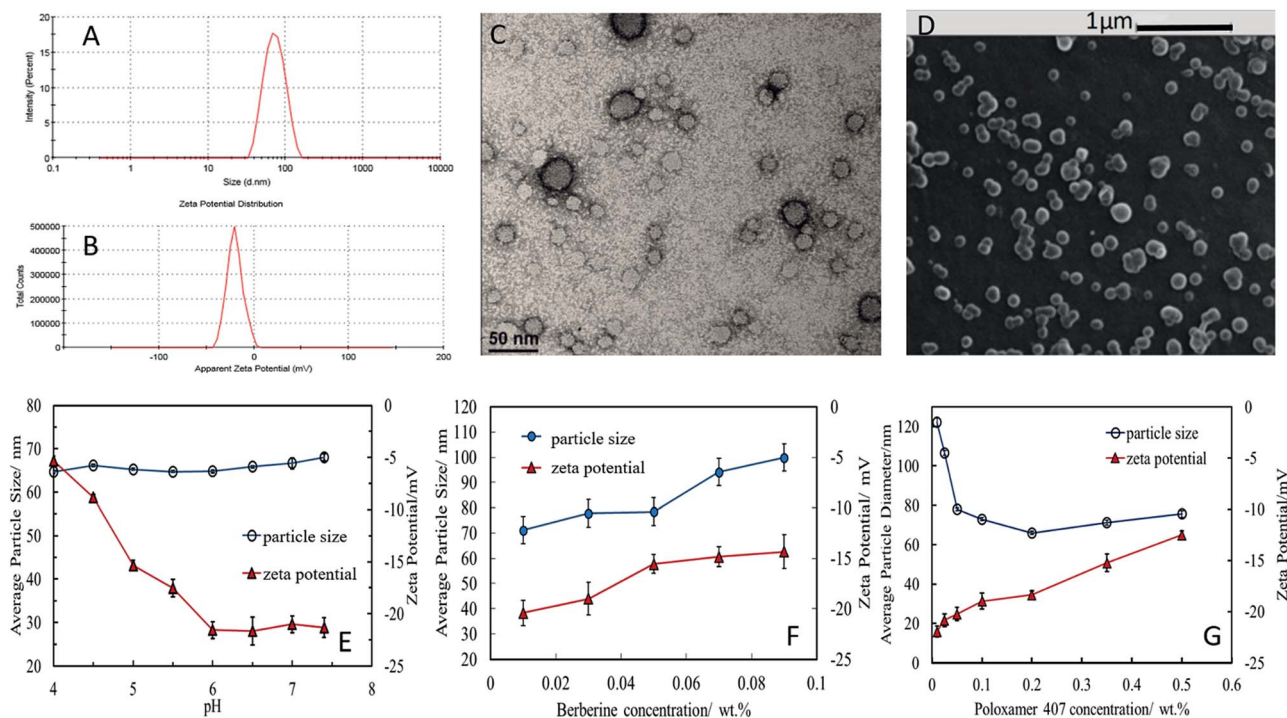 A
20
15
10
5
0
Intensity (Percent)
0.1 1 10 100 1000 10000
Size (d.nm)
Zeta Potential Distribution
B
500000
400000
300000
200000
100000
0
Total Counts
-100 0 100 200
Apparent Zeta Potential (mV)
C
50 nm
D
1μm
80
70
60
50
40
30
20
Average Particle Size/ nm
particle size
zeta potential
E
0
-5
-10
-15
-20
-25
Zeta Potential/mV
4 5 6 7 8
pH
120
110
100
90
80
70
60
50
40
30
20
Average Particle Size/ nm
particle size
zeta potential
F
0
-5
-10
-15
-20
-25
Zeta Potential/ mV
0 0.02 0.04 0.06 0.08 0.1
Berberine concentration/ wt.%
120
100
80
60
40
20
0
Average Particle Diameter/nm
particle size
zeta potential
G
0
-5
-10
-15
-20
-25
Zeta Potential/mV
0 0.1 0.2 0.3 0.4 0.5 0.6
Poloxamer 407 concentration/ wt.%